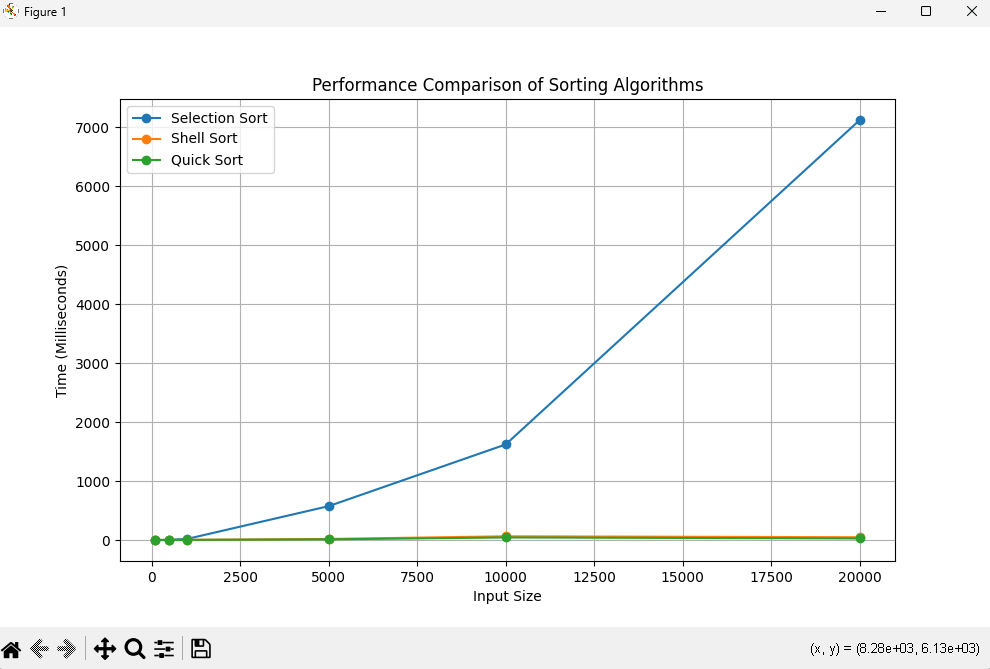 Figure 1
Performance Comparison of Sorting Algorithms
Selection Sort
Shell Sort
Quick Sort
Time (Milliseconds)
7000
6000
5000
4000
3000
2000
1000
0
0 2500 5000 7500 10000 12500 15000 17500 20000
Input Size
(x, y) = (8.28e+03, 6.13e+03)